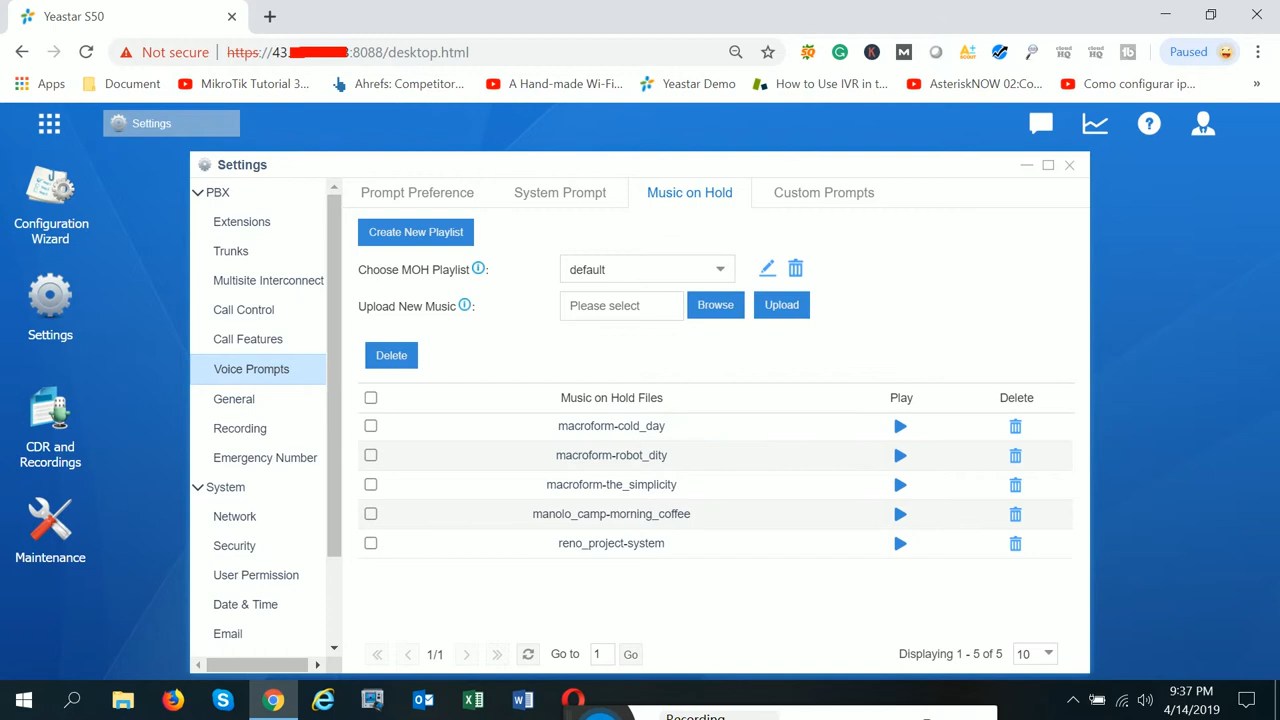 Yeastar S50
Not secure https://43. 3:8088/desktop.html Paused
Apps Document MikroTik Tutorial 3... Ahrefs: Competitor... A Hand-made Wi-Fi... Yeastar Demo How to Use IVR in t... AsteriskNOW 02:Co... Como configurar ip... »
Settings
Configuration Wizard
Settings
CDR and Recordings
Maintenance
Settings
PBX
Extensions
Trunks
Multisite Interconnect
Call Control
Call Features
Voice Prompts
General
Recording
Emergency Number
System
Network
Security
User Permission
Date & Time
Email
Prompt Preference System Prompt Music on Hold Custom Prompts
Create New Playlist
Choose MOH Playlist : default
Upload New Music : Please select Browse Upload
Delete
Music on Hold Files Play Delete
macroform-cold_day
macroform-robot_dity
macroform-the_simplicity
manolo_camp-morning_coffee
reno_project-system
1/1 Go to 1 Go Displaying 1 - 5 of 5 10
9:37 PM
4/14/2019
Recording